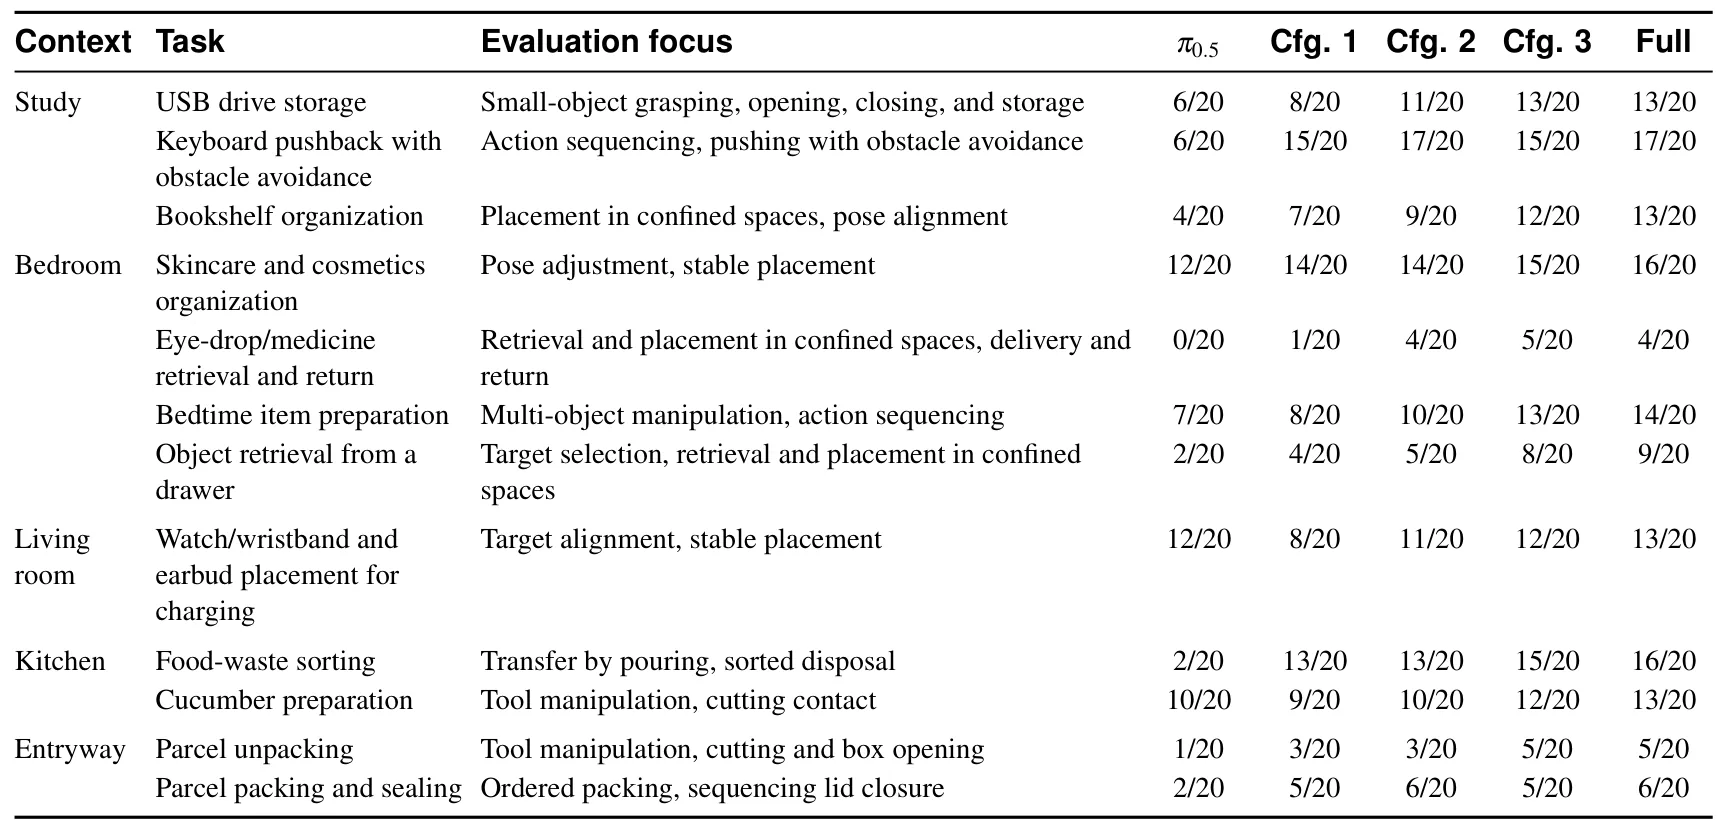 Context Task Evaluation focus π0.5 Cfg. 1 Cfg. 2 Cfg. 3 Full
Study USB drive storage Small-object grasping, opening, closing, and storage 6/20 8/20 11/20 13/20 13/20
Keyboard pushback with Action sequencing, pushing with obstacle avoidance 6/20 15/20 17/20 15/20 17/20
obstacle avoidance
Bookshelf organization Placement in confined spaces, pose alignment 4/20 7/20 9/20 12/20 13/20
Bedroom Skincare and cosmetics Pose adjustment, stable placement 12/20 14/20 14/20 15/20 16/20
organization
Eye-drop/medicine Retrieval and placement in confined spaces, delivery and 0/20 1/20 4/20 5/20 4/20
retrieval and return return
Bedtime item preparation Multi-object manipulation, action sequencing 7/20 8/20 10/20 13/20 14/20
Object retrieval from a Target selection, retrieval and placement in confined 2/20 4/20 5/20 8/20 9/20
drawer spaces
Living Watch/wristband and Target alignment, stable placement 12/20 8/20 11/20 12/20 13/20
room earbud placement for
charging
Kitchen Food-waste sorting Transfer by pouring, sorted disposal 2/20 13/20 13/20 15/20 16/20
Cucumber preparation Tool manipulation, cutting contact 10/20 9/20 10/20 12/20 13/20
Entryway Parcel unpacking Tool manipulation, cutting and box opening 1/20 3/20 3/20 5/20 5/20
Parcel packing and sealing Ordered packing, sequencing lid closure 2/20 5/20 6/20 5/20 6/20